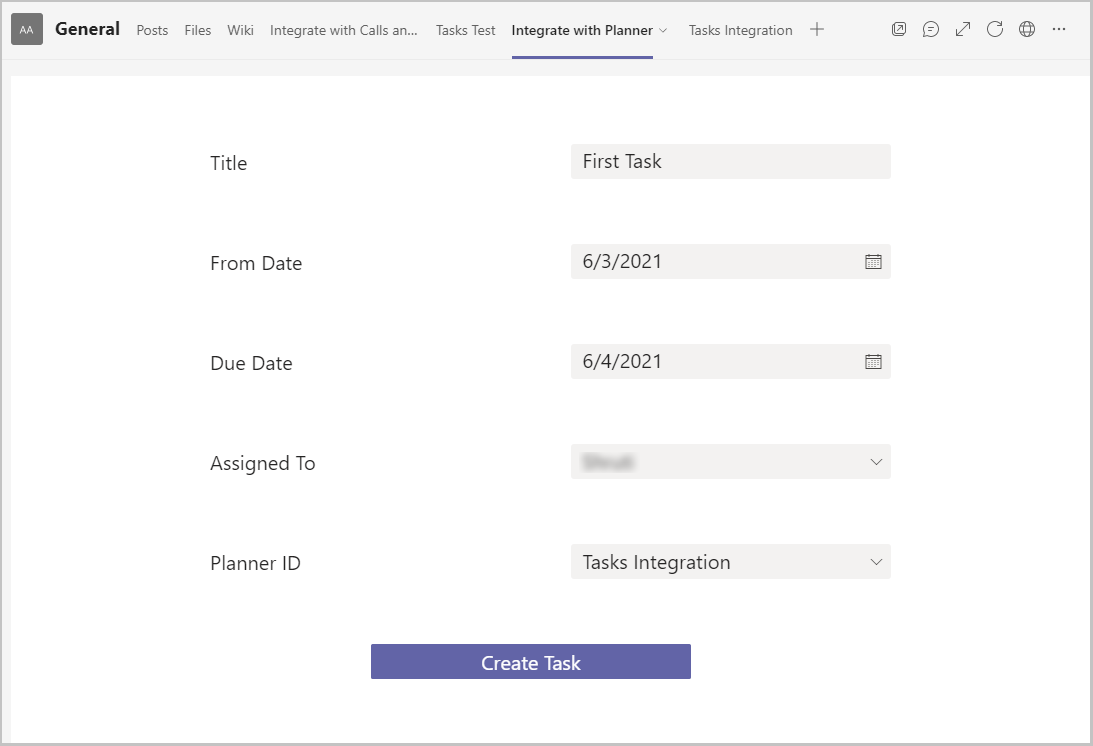 AA General Posts Files Wiki Integrate with Calls an... Tasks Test Integrate with Planner Tasks Integration
Title First Task
From Date 6/3/2021
Due Date 6/4/2021
Assigned To
Planner ID Tasks Integration
Create Task